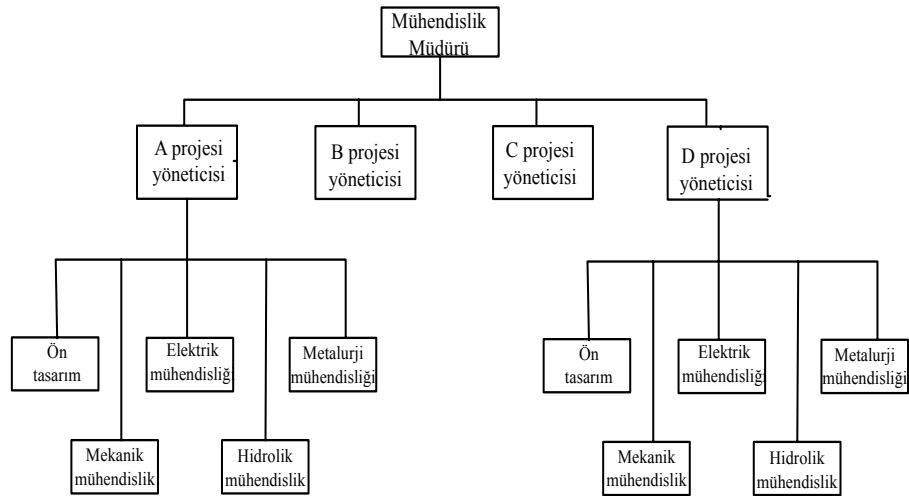 Mühendislik
Müdürü
A projesi
yöneticisi
B projesi
yöneticisi
C projesi
yöneticisi
D projesi
yöneticisi
Ön
tasarım
Elektrik
mühendisliği
Metalurji
mühendisliği
Mekanik
mühendislik
Hidrolik
mühendislik
Ön
tasarım
Elektrik
mühendisliği
Metalurji
mühendisliği
Mekanik
mühendislik
Hidrolik
mühendislik